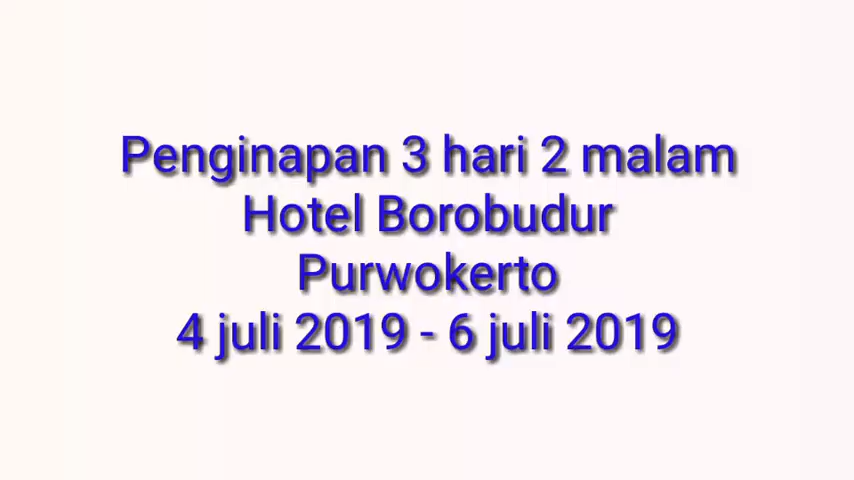 Penginapan 3 hari 2 malam
Hotel Borobudur
Purwokerto
4 juli 2019 - 6 juli 2019